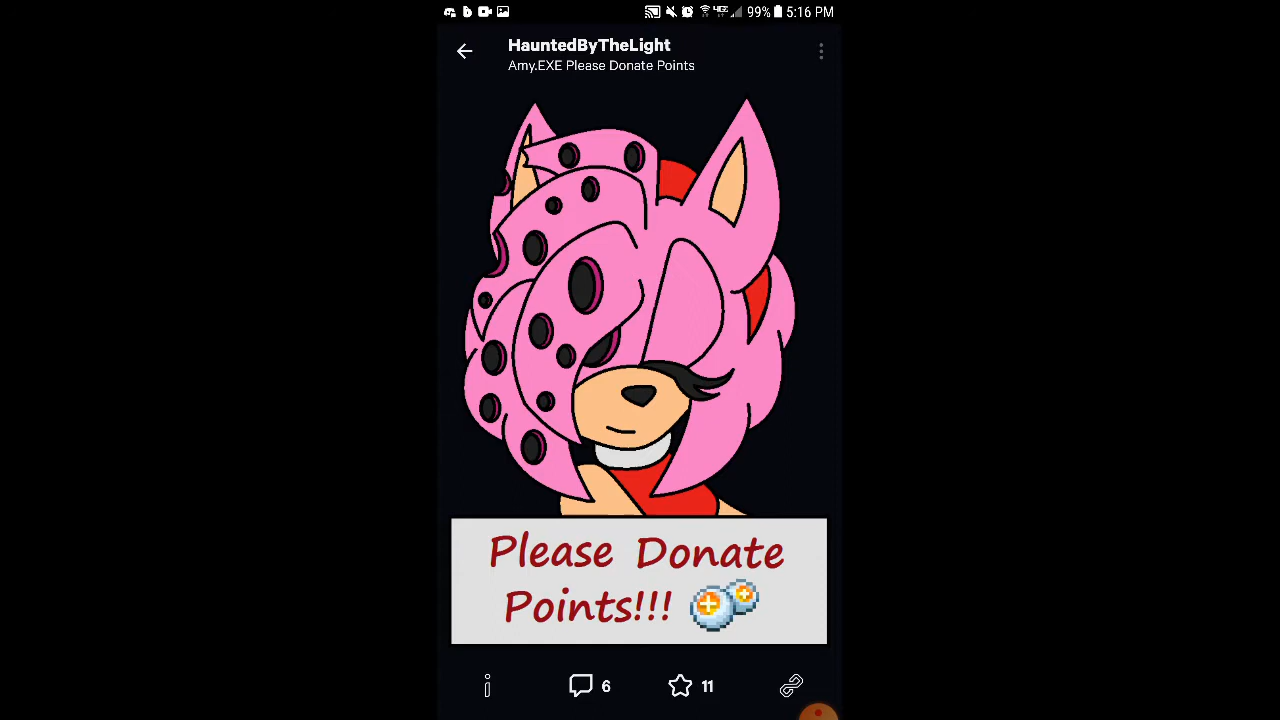 99% 5:16 PM
HauntedByTheLight
Amy.EXE Please Donate Points
Please Donate
Points!!!
6
11